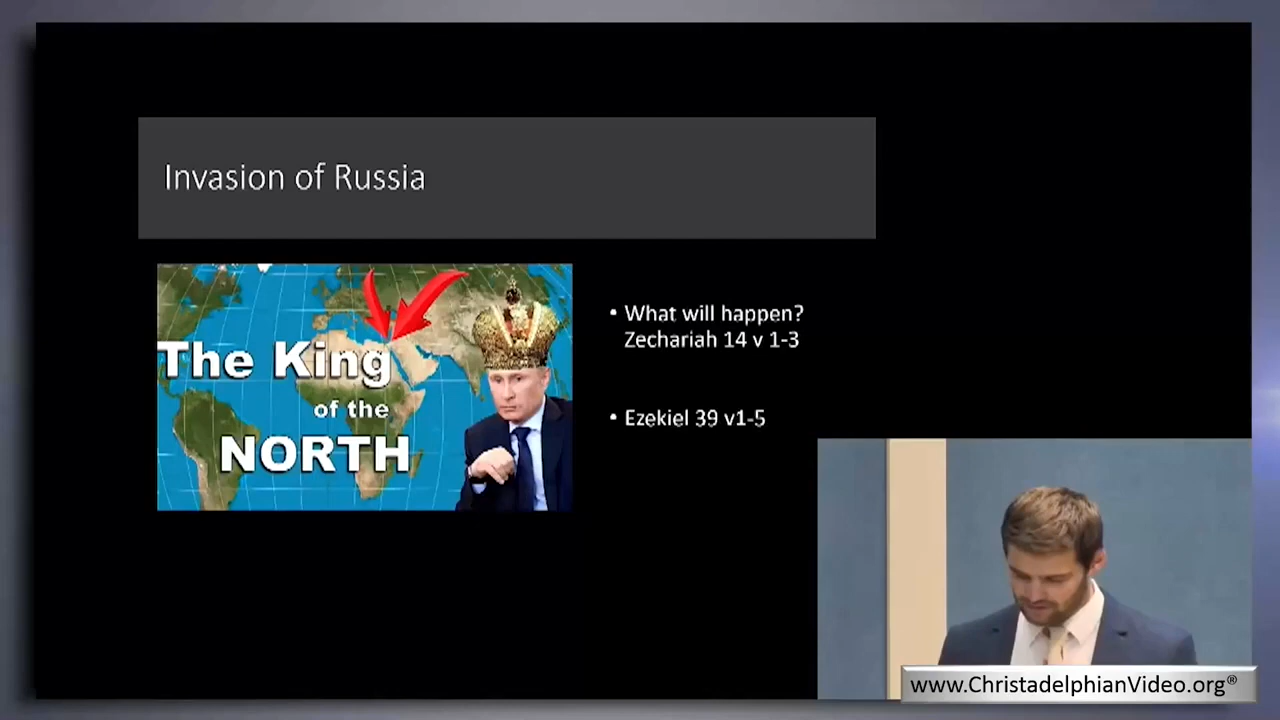 Invasion of Russia
The King
of the
NORTH
• What will happen?
Zechariah 14 v 1-3
• Ezekiel 39 v1-5
www.ChristadelphianVideo.org®